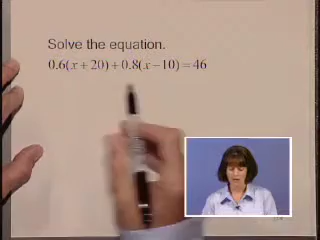 Solve the equation.
0.6(x + 20) + 0.8(x − 10) = 46